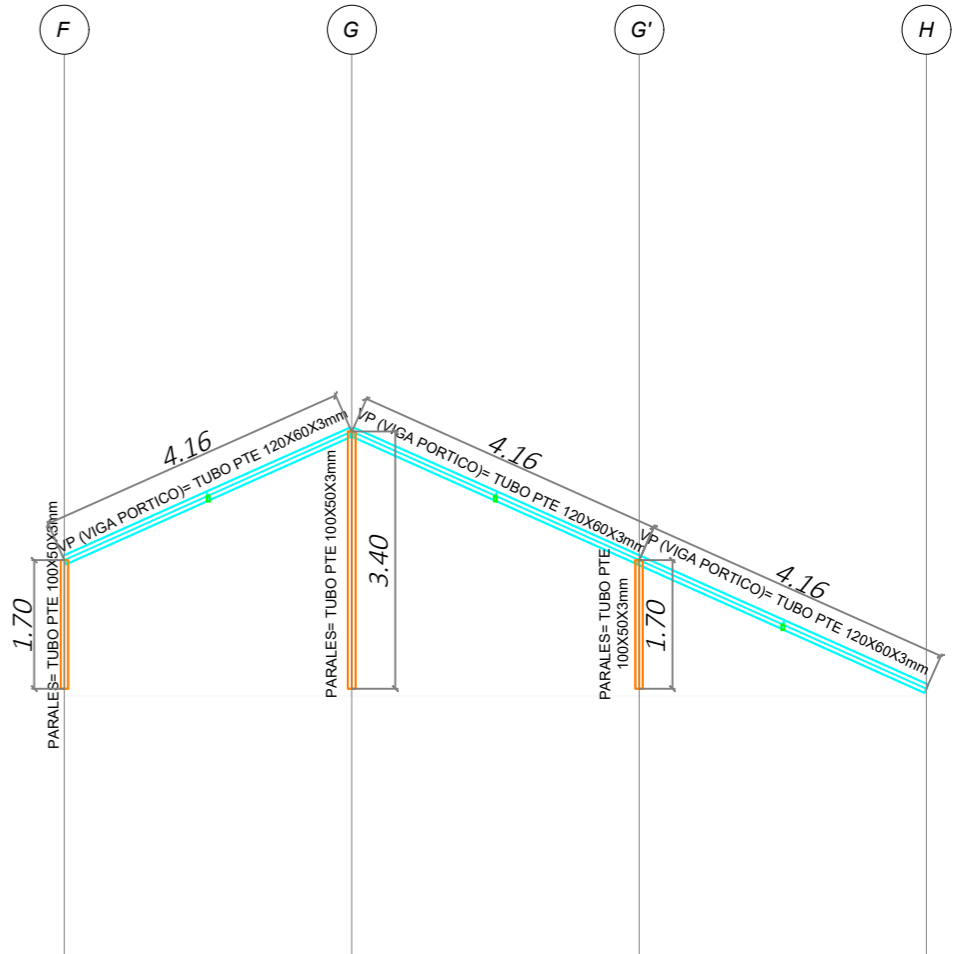 F
G
G'
H
4.16
VP (VIGA PORTICO)= TUBO PTE 120X60X3mm
4.16
VP (VIGA PORTICO)= TUBO PTE 120X60X3mm
4.16
VP (VIGA PORTICO)= TUBO PTE 120X60X3mm
1.70
PARALES= TUBO PTE 100X50X3mm
PARALES= TUBO PTE 100X50X3mm
3.40
PARALES= TUBO PTE
100X50X3mm
1.70